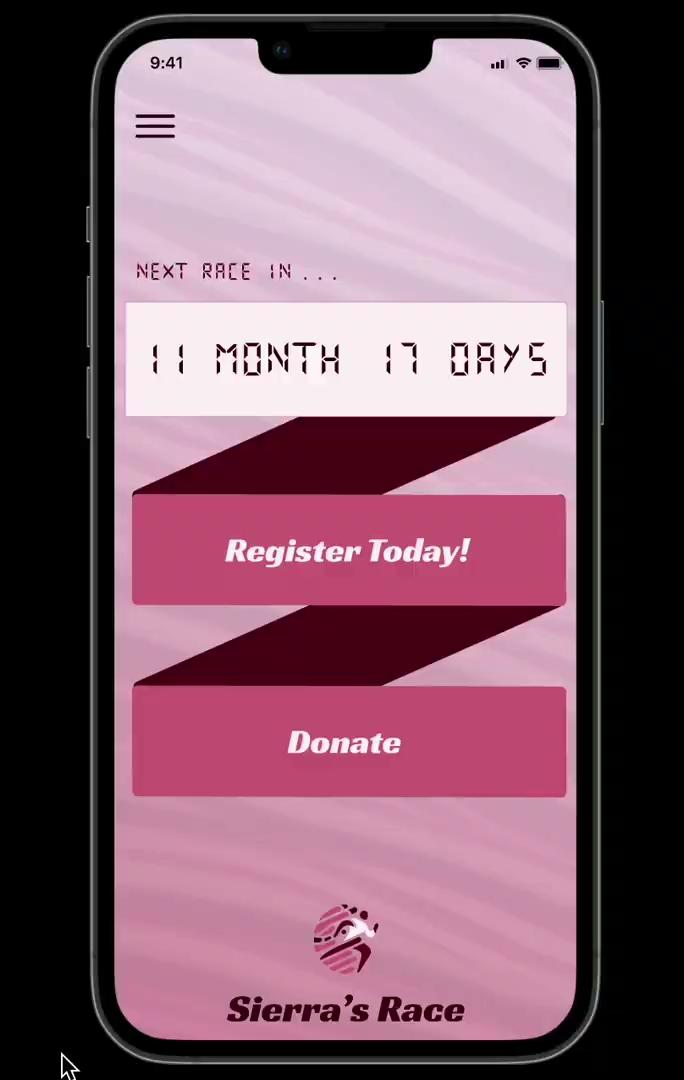 9:41
NEXT RACE IN...
11 MONTH 17 DAYS
Register Today!
Donate
Sierra’s Race